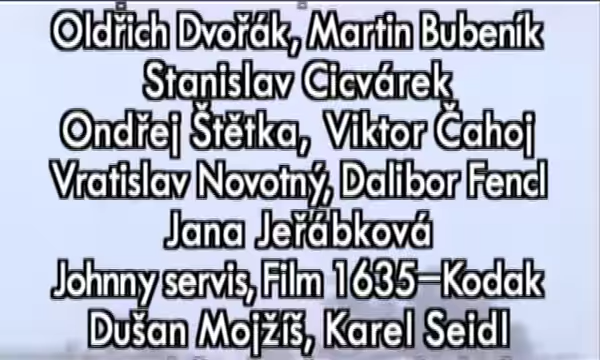 Oldřich Dvořák, Martin Bubeník
Stanislav Cicvárek
Ondřej Štětka, Viktor Čahoj
Vratislav Novotný, Dalibor Fencl
Jana Jeřábková
Johnny servis, Film 1635–Kodak
Dušan Mojžíš, Karel Seidl